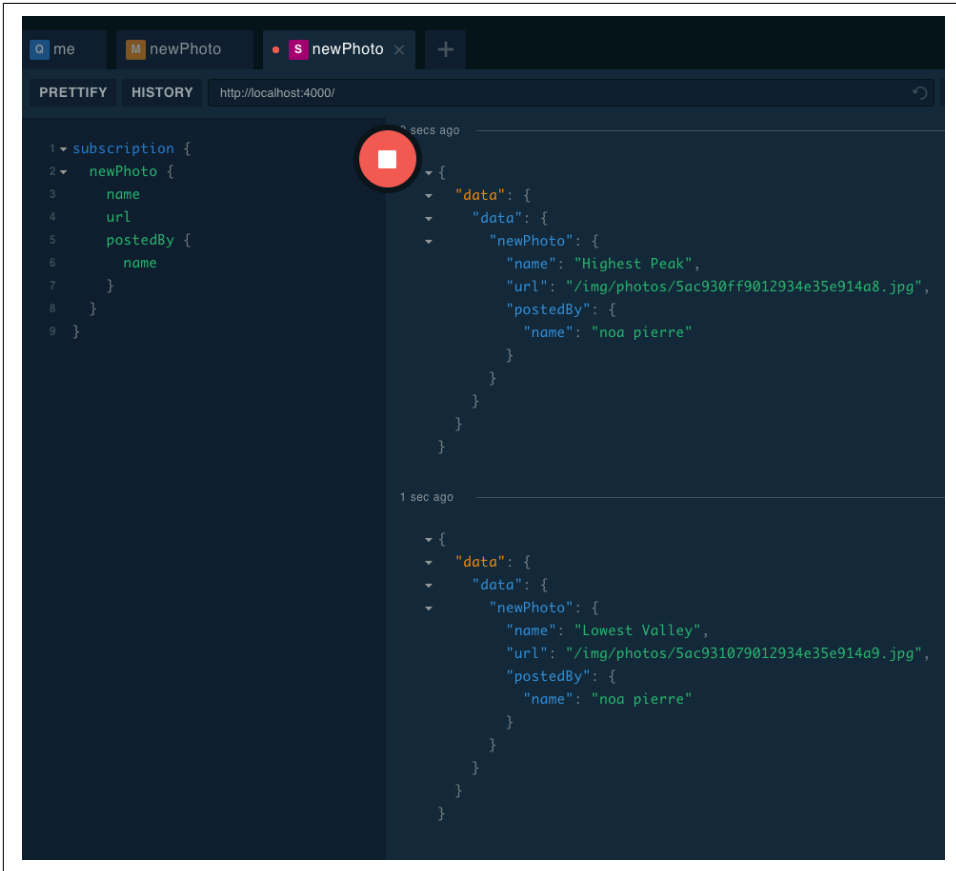 Q me M newPhoto S newPhoto × +
PRETTIFY HISTORY http://localhost:4000/
secs ago
1 subscription {
2 newPhoto {
3 name
4 url
5 postedBy {
6 name
7 }
8 }
9 }
{
"data": {
"data": {
"newPhoto": {
"name": "Highest Peak",
"url": "/img/photos/5ac930ff9012934e35e914a8.jpg",
"postedBy": {
"name": "noa pierre"
}
}
}
}
}
1 sec ago
{
"data": {
"data": {
"newPhoto": {
"name": "Lowest Valley",
"url": "/img/photos/5ac931079012934e35e914a9.jpg",
"postedBy": {
"name": "noa pierre"
}
}
}
}
}